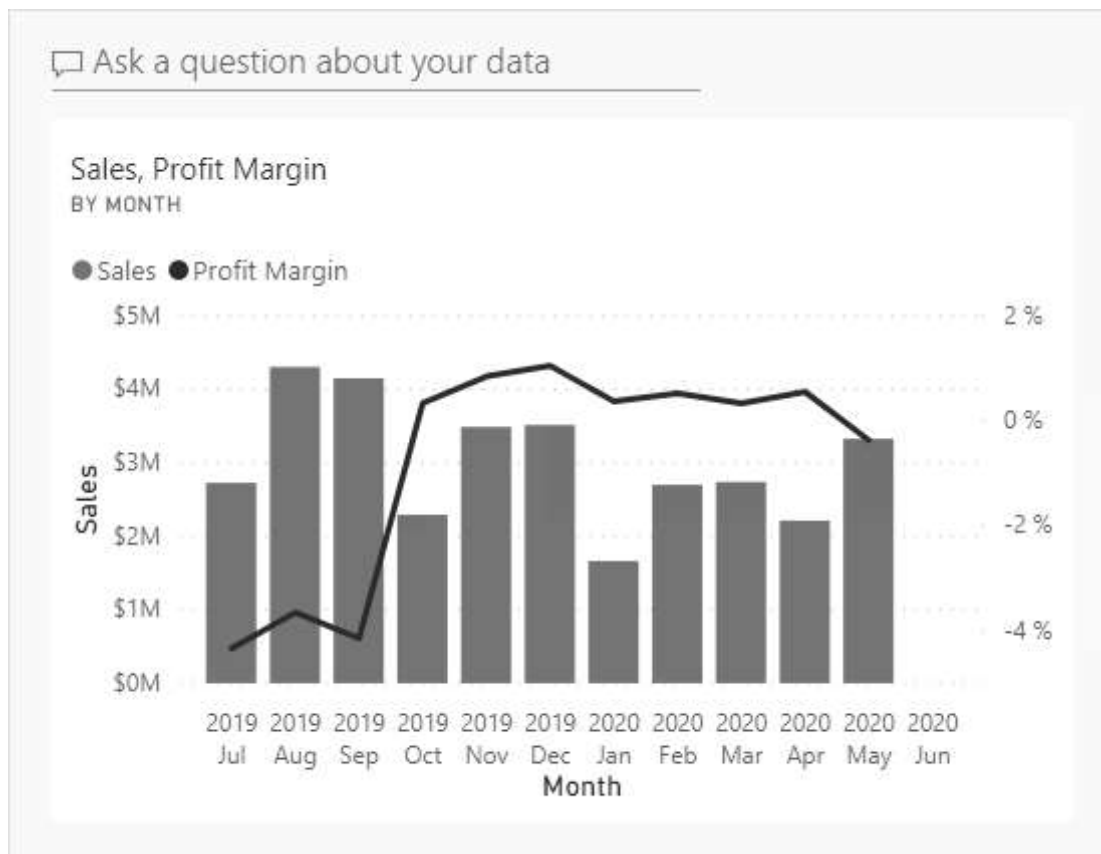 Ask a question about your data
Sales, Profit Margin
BY MONTH
Sales Profit Margin
$5M
$4M
$3M
$2M
$1M
$0M
Sales
2 %
0 %
-2 %
-4 %
2019 2019 2019 2019 2019 2019 2020 2020 2020 2020 2020 2020
Jul Aug Sep Oct Nov Dec Jan Feb Mar Apr May Jun
Month